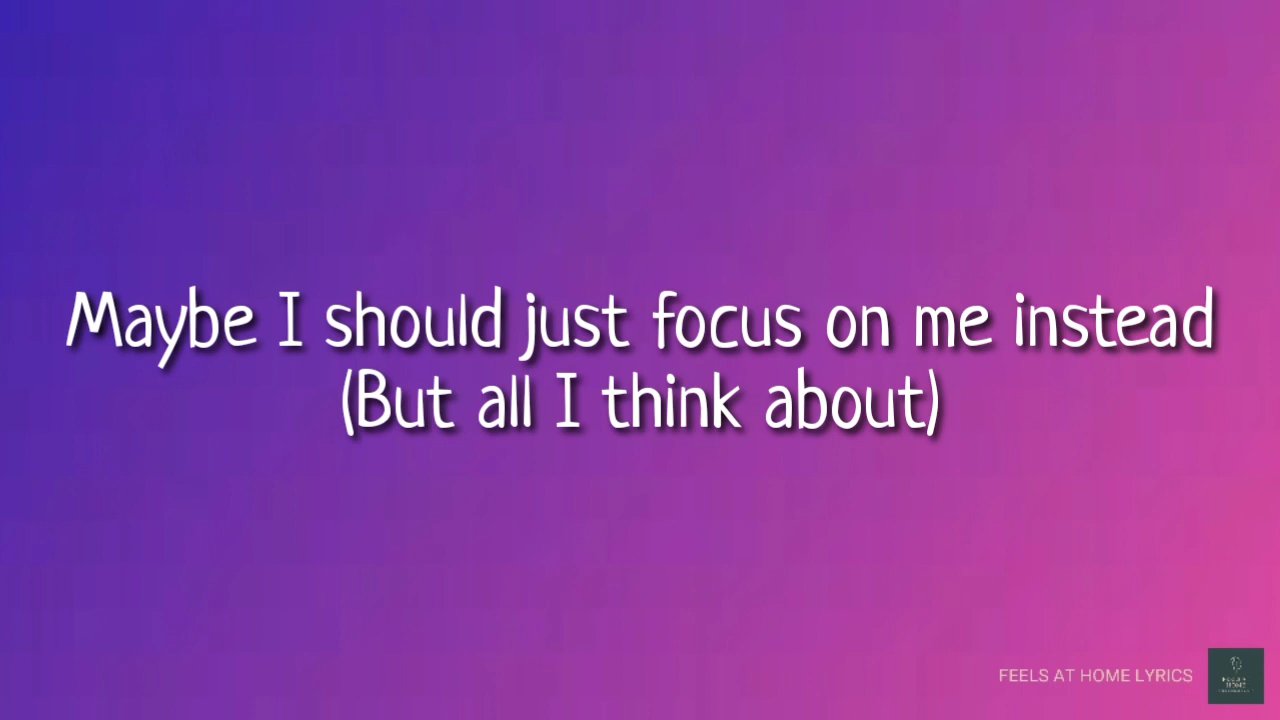 Maybe I should just focus on me instead
(But all I think about)
FEELS AT HOME LYRICS